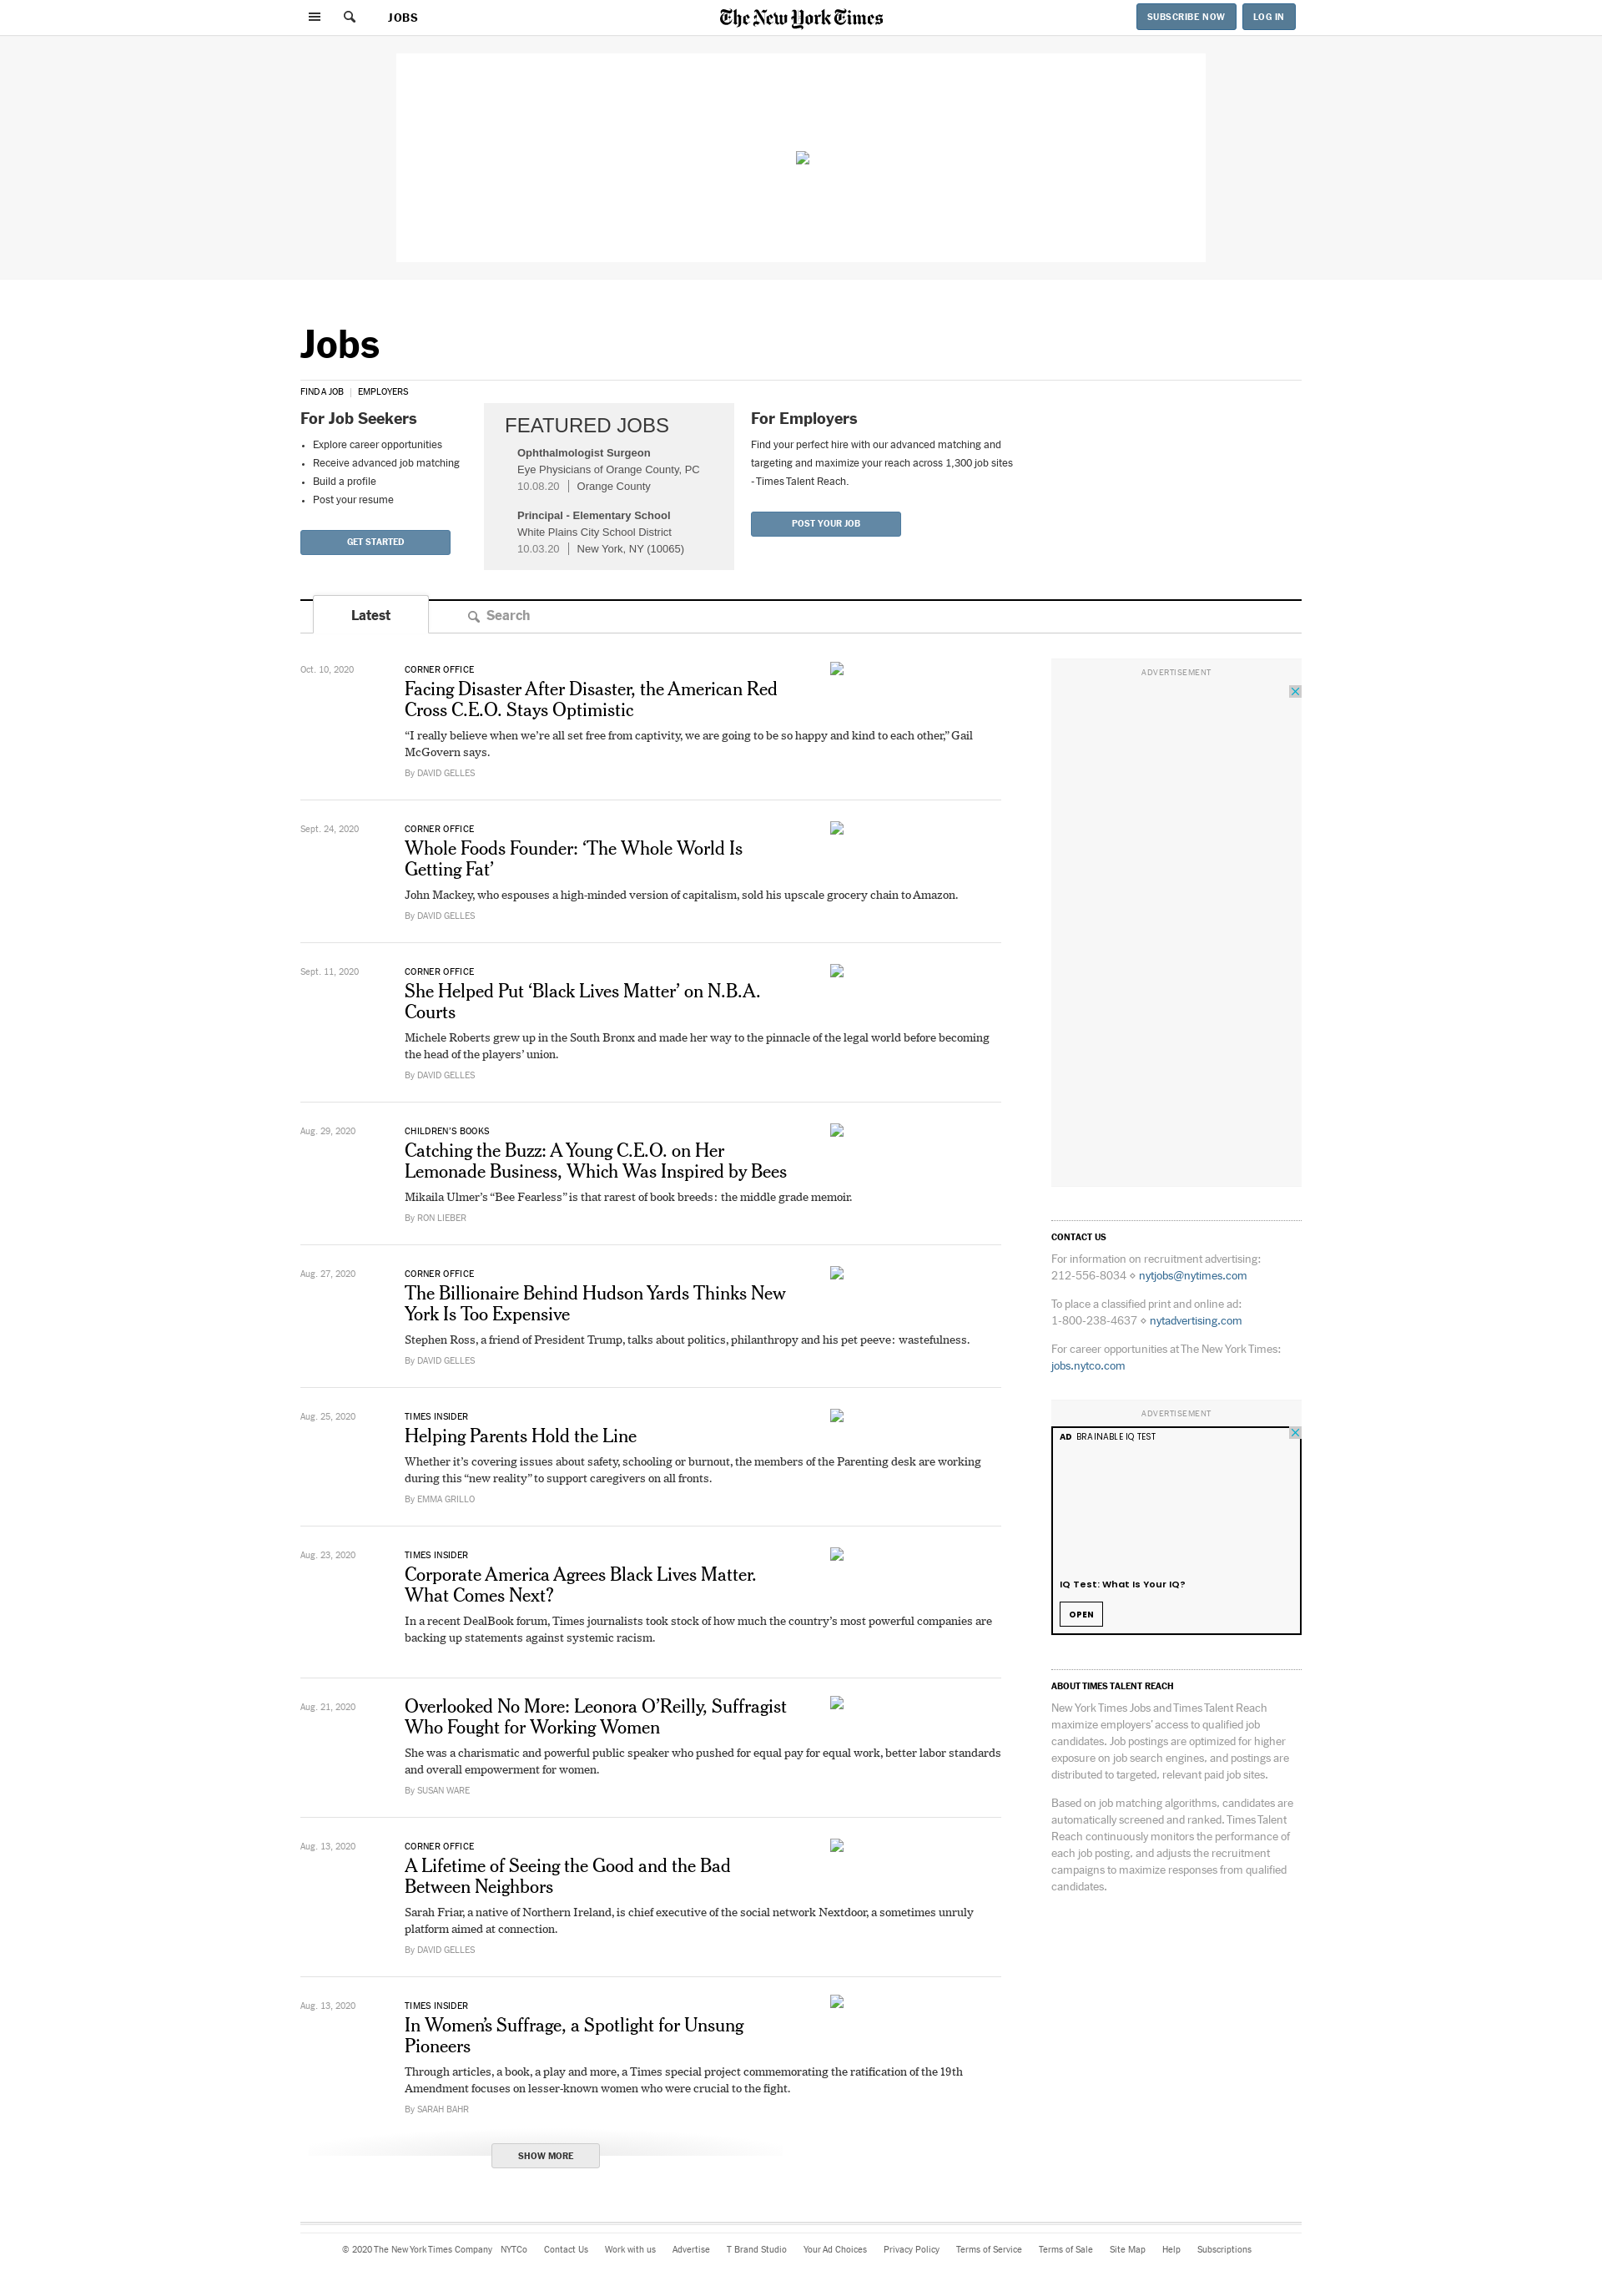 JOBS
The New York Times
SUBSCRIBE NOW
LOG IN
Jobs
FIND A JOB | EMPLOYERS
For Job Seekers
• Explore career opportunities
• Receive advanced job matching
• Build a profile
• Post your resume
GET STARTED
FEATURED JOBS
Ophthalmologist Surgeon
Eye Physicians of Orange County, PC
10.08.20 | Orange County
Principal - Elementary School
White Plains City School District
10.03.20 | New York, NY (10065)
For Employers
Find your perfect hire with our advanced matching and
targeting and maximize your reach across 1,300 job sites
- Times Talent Reach.
POST YOUR JOB
Latest
Search
Oct. 10, 2020
CORNER OFFICE
Facing Disaster After Disaster, the American Red
Cross C.E.O. Stays Optimistic
“I really believe when we’re all set free from captivity, we are going to be so happy and kind to each other,” Gail
McGovern says.
By DAVID GELLES
Sept. 24, 2020
CORNER OFFICE
Whole Foods Founder: ‘The Whole World Is
Getting Fat’
John Mackey, who espouses a high-minded version of capitalism, sold his upscale grocery chain to Amazon.
By DAVID GELLES
Sept. 11, 2020
CORNER OFFICE
She Helped Put ‘Black Lives Matter’ on N.B.A.
Courts
Michele Roberts grew up in the South Bronx and made her way to the pinnacle of the legal world before becoming
the head of the players’ union.
By DAVID GELLES
Aug. 29, 2020
CHILDREN’S BOOKS
Catching the Buzz: A Young C.E.O. on Her
Lemonade Business, Which Was Inspired by Bees
Mikaila Ulmer’s “Bee Fearless” is that rarest of book breeds: the middle grade memoir.
By RON LIEBER
Aug. 27, 2020
CORNER OFFICE
The Billionaire Behind Hudson Yards Thinks New
York Is Too Expensive
Stephen Ross, a friend of President Trump, talks about politics, philanthropy and his pet peeve: wastefulness.
By DAVID GELLES
Aug. 25, 2020
TIMES INSIDER
Helping Parents Hold the Line
Whether it’s covering issues about safety, schooling or burnout, the members of the Parenting desk are working
during this “new reality” to support caregivers on all fronts.
By EMMA GRILLO
Aug. 23, 2020
TIMES INSIDER
Corporate America Agrees Black Lives Matter.
What Comes Next?
In a recent DealBook forum, Times journalists took stock of how much the country’s most powerful companies are
backing up statements against systemic racism.
Aug. 21, 2020
Overlooked No More: Leonora O’Reilly, Suffragist
Who Fought for Working Women
She was a charismatic and powerful public speaker who pushed for equal pay for equal work, better labor standards
and overall empowerment for women.
By SUSAN WARE
Aug. 13, 2020
CORNER OFFICE
A Lifetime of Seeing the Good and the Bad
Between Neighbors
Sarah Friar, a native of Northern Ireland, is chief executive of the social network Nextdoor, a sometimes unruly
platform aimed at connection.
By DAVID GELLES
Aug. 13, 2020
TIMES INSIDER
In Women’s Suffrage, a Spotlight for Unsung
Pioneers
Through articles, a book, a play and more, a Times special project commemorating the ratification of the 19th
Amendment focuses on lesser-known women who were crucial to the fight.
By SARAH BAHR
SHOW MORE
ADVERTISEMENT
CONTACT US
For information on recruitment advertising:
212-556-8034 ⋄ nytjobs@nytimes.com
To place a classified print and online ad:
1-800-238-4637 ⋄ nytadvertising.com
For career opportunities at The New York Times:
jobs.nytco.com
ADVERTISEMENT
AD BRAINABLE IQ TEST
IQ Test: What Is Your IQ?
OPEN
ABOUT TIMES TALENT REACH
New York Times Jobs and Times Talent Reach
maximize employers’ access to qualified job
candidates. Job postings are optimized for higher
exposure on job search engines, and postings are
distributed to targeted, relevant paid job sites.
Based on job matching algorithms, candidates are
automatically screened and ranked. Times Talent
Reach continuously monitors the performance of
each job posting, and adjusts the recruitment
campaigns to maximize responses from qualified
candidates.
© 2020 The New York Times Company NYTCo Contact Us Work with us Advertise T Brand Studio Your Ad Choices Privacy Policy Terms of Service Terms of Sale Site Map Help Subscriptions